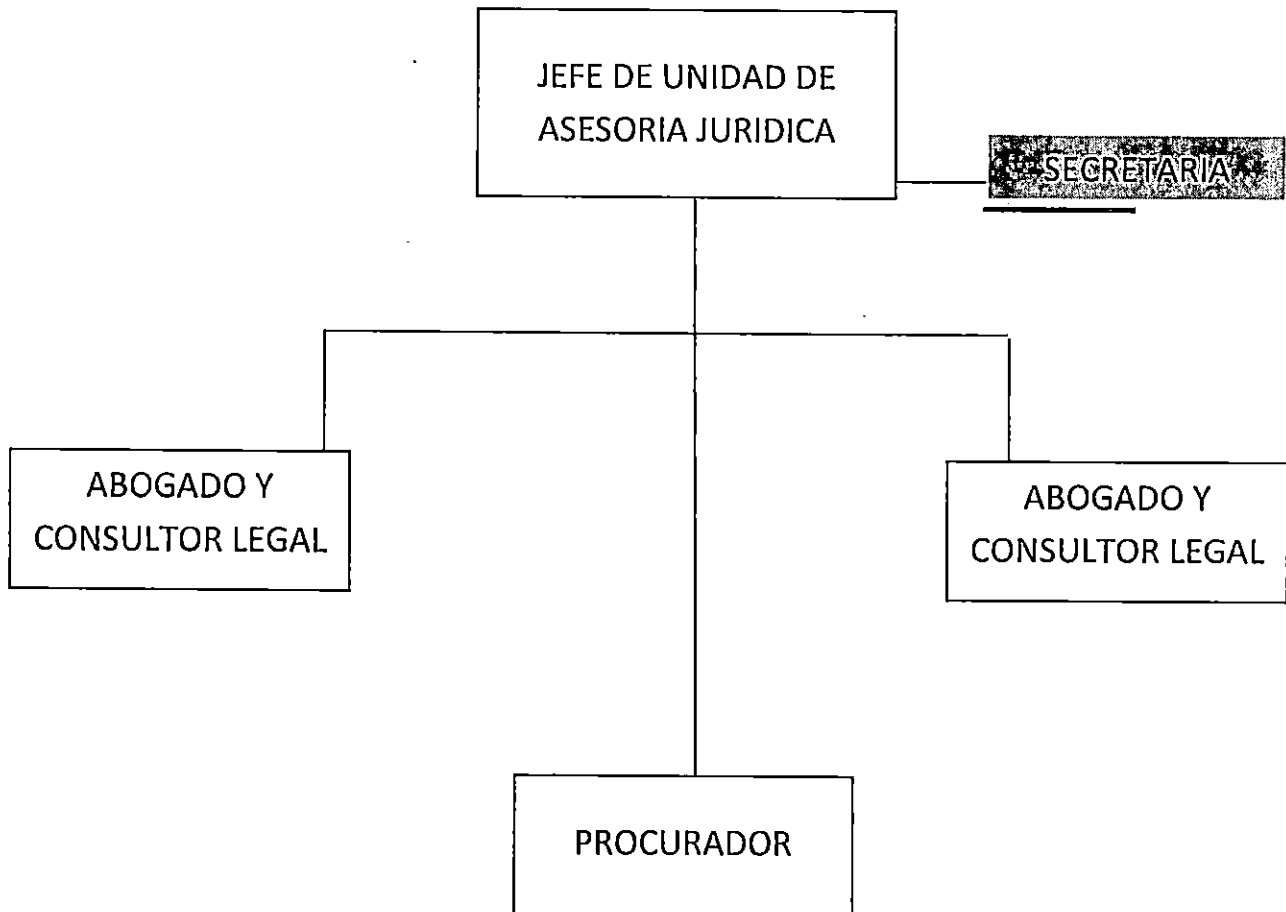 JEFE DE UNIDAD DE
ASESORIA JURIDICA
SECRETARIA
ABOGADO Y
CONSULTOR LEGAL
ABOGADO Y
CONSULTOR LEGAL
PROCURADOR